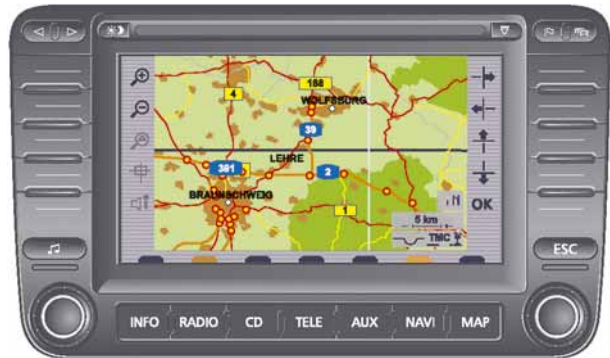 188
4
WOLFSBURG
39
LEHRE
391
2
BRAUNSCHWEIG
1
N
5 km
TMC
OK
ESC
INFO RADIO CD TELE AUX NAVI MAP